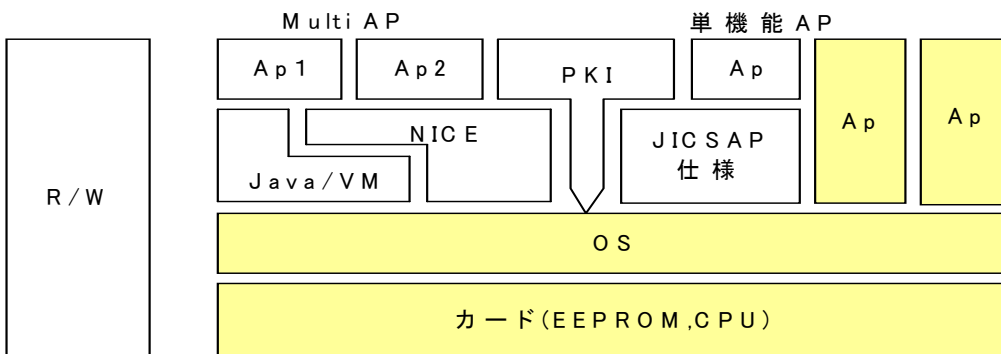 Multi AP
単機能AP
Ap1
Ap2
PKI
Ap
Ap
Ap
NICE
JICSAP
仕様
Java/VM
R/W
OS
カード(EEPROM,CPU)